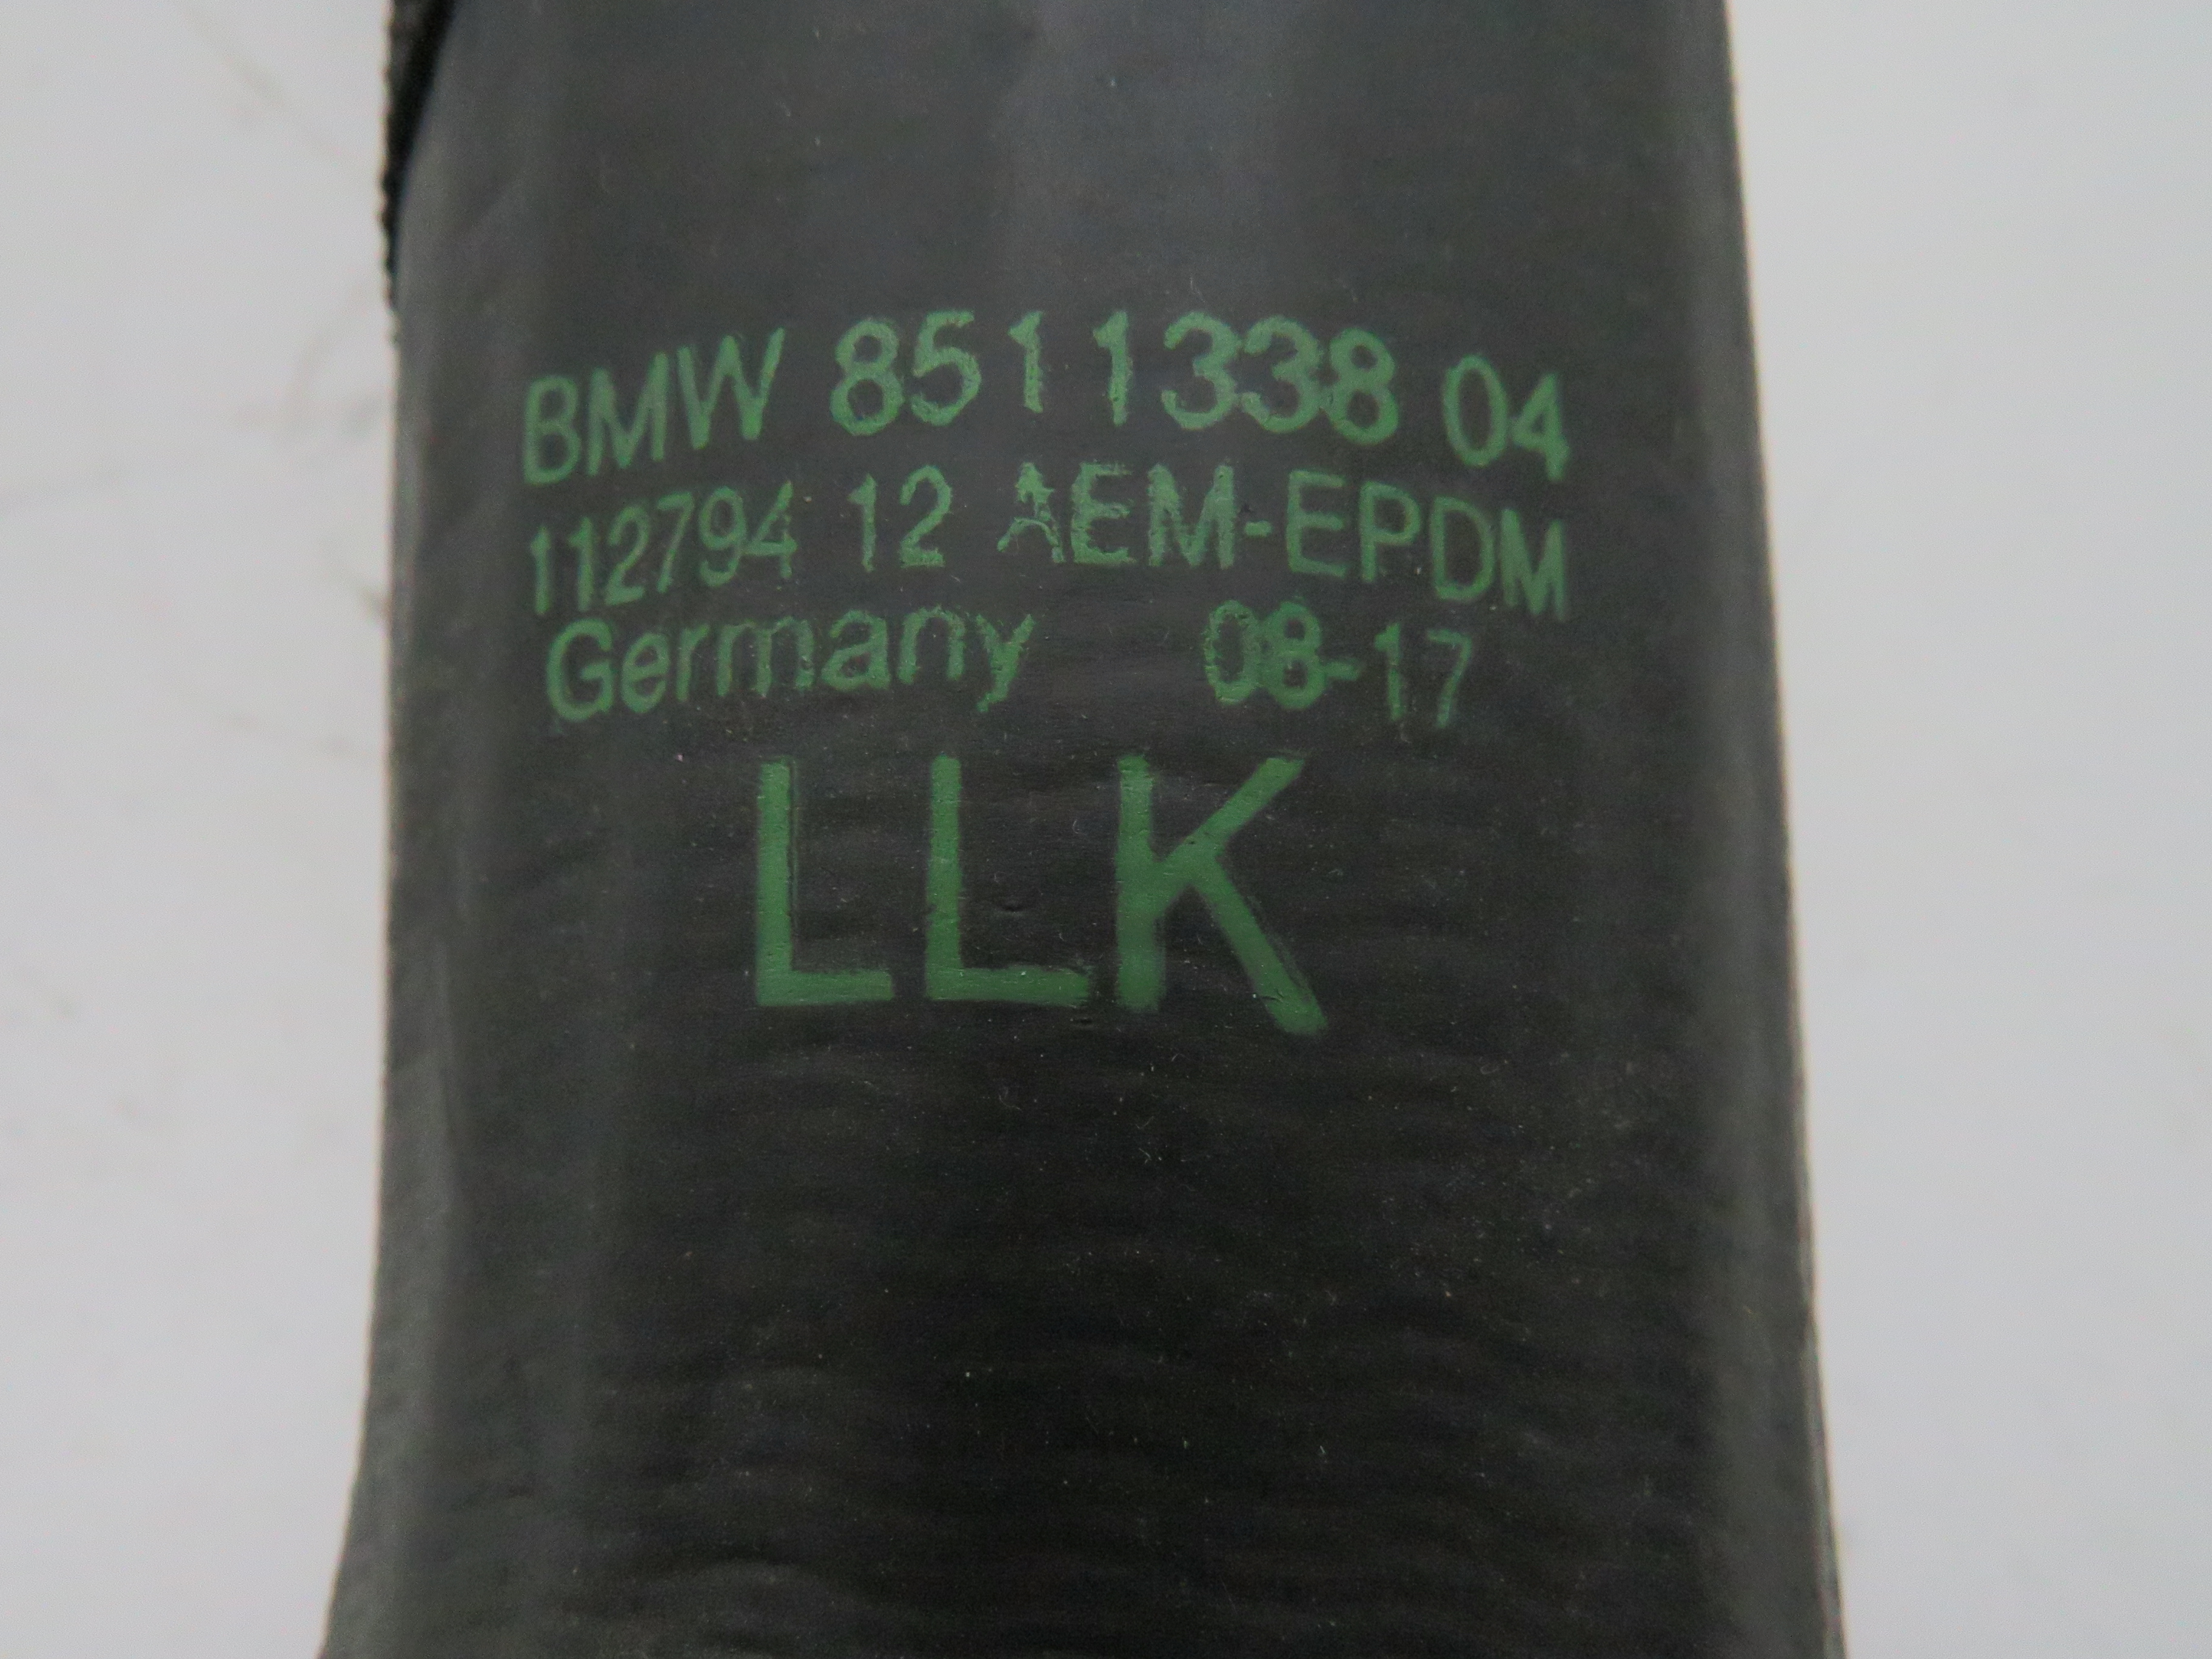 BMW 8511338 04
112794 12 AEM-EPDM
Germany 08-17
LLK